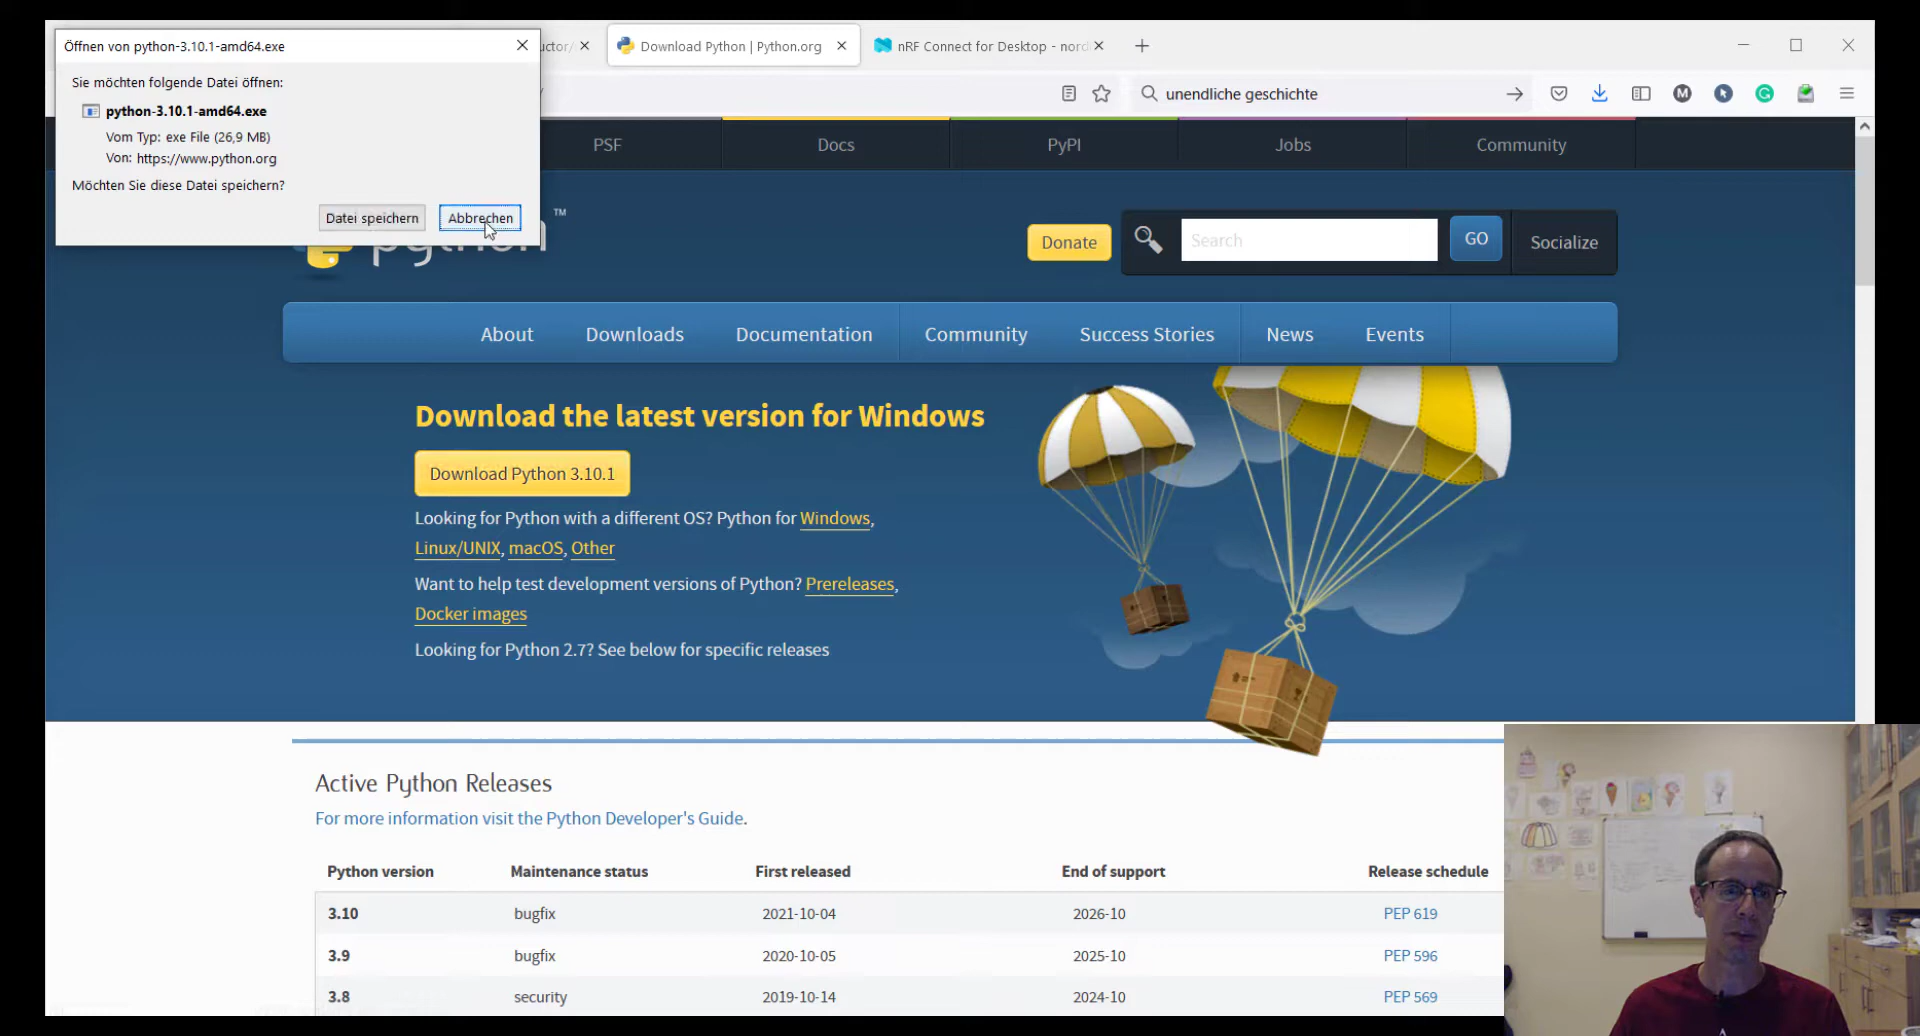 Öffnen von python-3.10.1-amd64.exe
Sie möchten folgende Datei öffnen:
python-3.10.1-amd64.exe
Vom Typ: exe File (26,9 MB)
Von: https://www.python.org
Möchten Sie diese Datei speichern?
Datei speichern Abbrechen
uctor/
Download Python | Python.org
nRF Connect for Desktop - nord
/
unendliche geschichte
PSF
Docs
PyPI
Jobs
Community
python™
Donate
Search
GO
Socialize
About
Downloads
Documentation
Community
Success Stories
News
Events
Download the latest version for Windows
Download Python 3.10.1
Looking for Python with a different OS? Python for Windows,
Linux/UNIX, macOS, Other
Want to help test development versions of Python? Prereleases,
Docker images
Looking for Python 2.7? See below for specific releases
Active Python Releases
For more information visit the Python Developer's Guide.
Python version Maintenance status First released End of support Release schedule
3.10 bugfix 2021-10-04 2026-10 PEP 619
3.9 bugfix 2020-10-05 2025-10 PEP 596
3.8 security 2019-10-14 2024-10 PEP 569